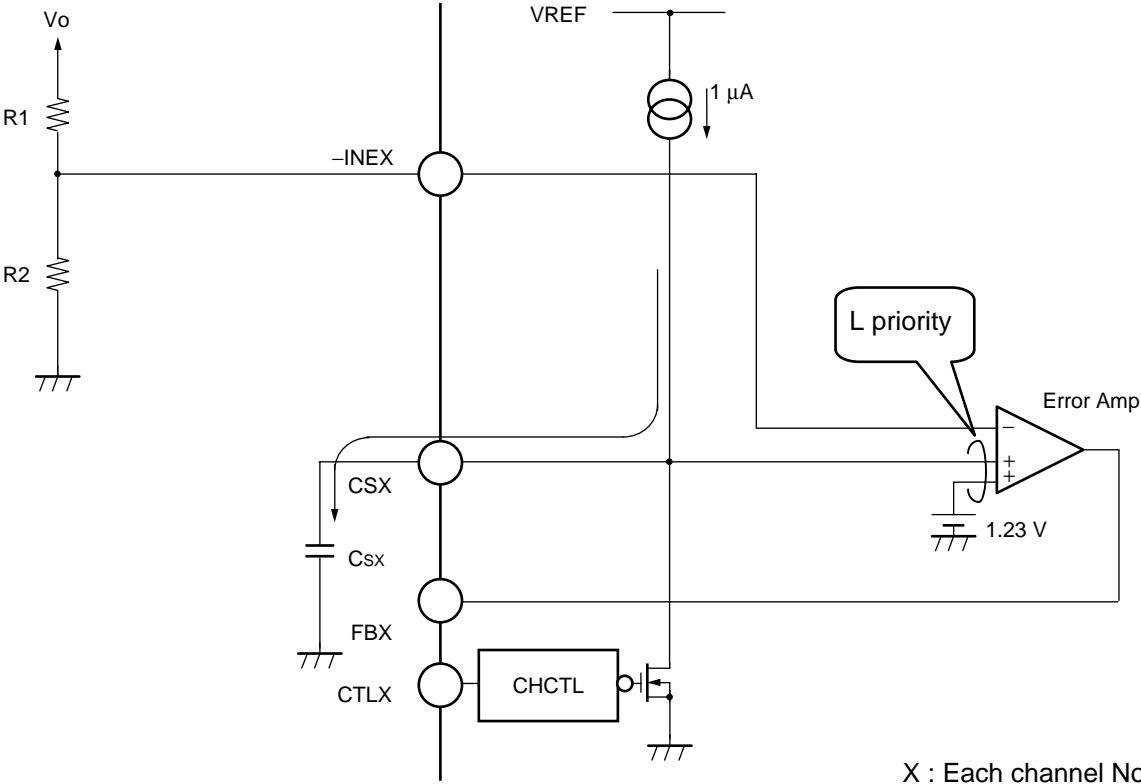 Vo
VREF
R1
1 μA
−INEX
R2
L priority
Error Amp
−
+
+
CSX
1.23 V
CSX
FBX
CTLX
CHCTL
X : Each channel No